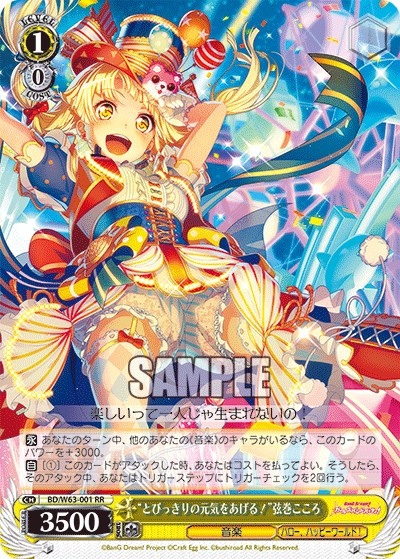 LEVEL
1
0
COST
SAMPLE
楽しいって一人じゃ生まれないの！
永 あなたのターン中、他のあなたの《音楽》のキャラがいるなら、このカードの
パワーを＋3000。
自 [⑴] このカードがアタックした時、あなたはコストを払ってよい。そうしたら、
そのアタック中、あなたはトリガーステップにトリガーチェックを2回行う。
CH BD/W63-001 RR
3500
“とびっきりの元気をあげる！”弦巻こころ
音楽
ハロー、ハッピーワールド！
©BanG Dream! Project ©Craft Egg Inc. ©bushiroad All Rights Reserved.